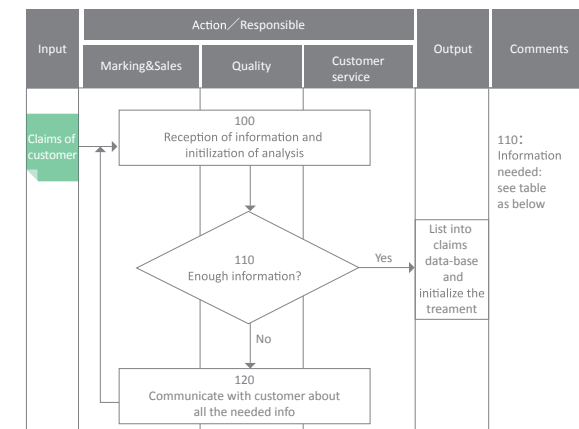 Input
Action／Responsible
Marking&Sales
Quality
Customer
service
Output
Comments
Claims of
customer
100
Reception of information and
initilization of analysis
110
Enough information?
Yes
No
120
Communicate with customer about
all the needed info
List into
claims
data-base
and
initialize the
treament
110：
Information
needed:
see table
as below